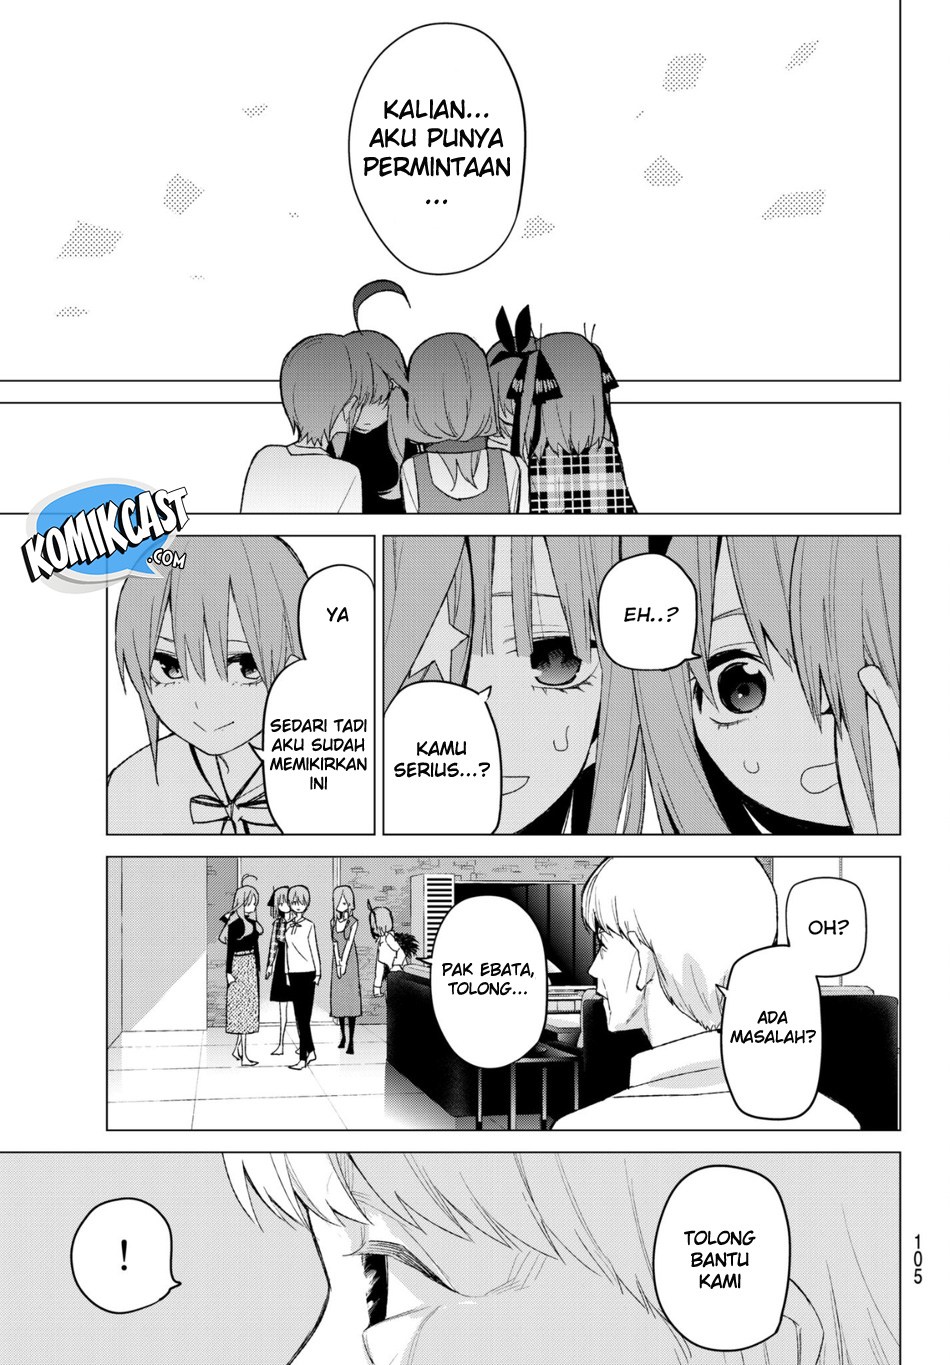 KALIAN...
AKU PUNYA
PERMINTAAN
...
EH..?
KAMU
SERIUS...?
YA
SEDARI TADI
AKU SUDAH
MEMIKIRKAN
INI
KOMIKCAST
.COM
OH?
ADA
MASALAH?
PAK EBATA,
TOLONG...
TOLONG
BANTU
KAMI
!
105